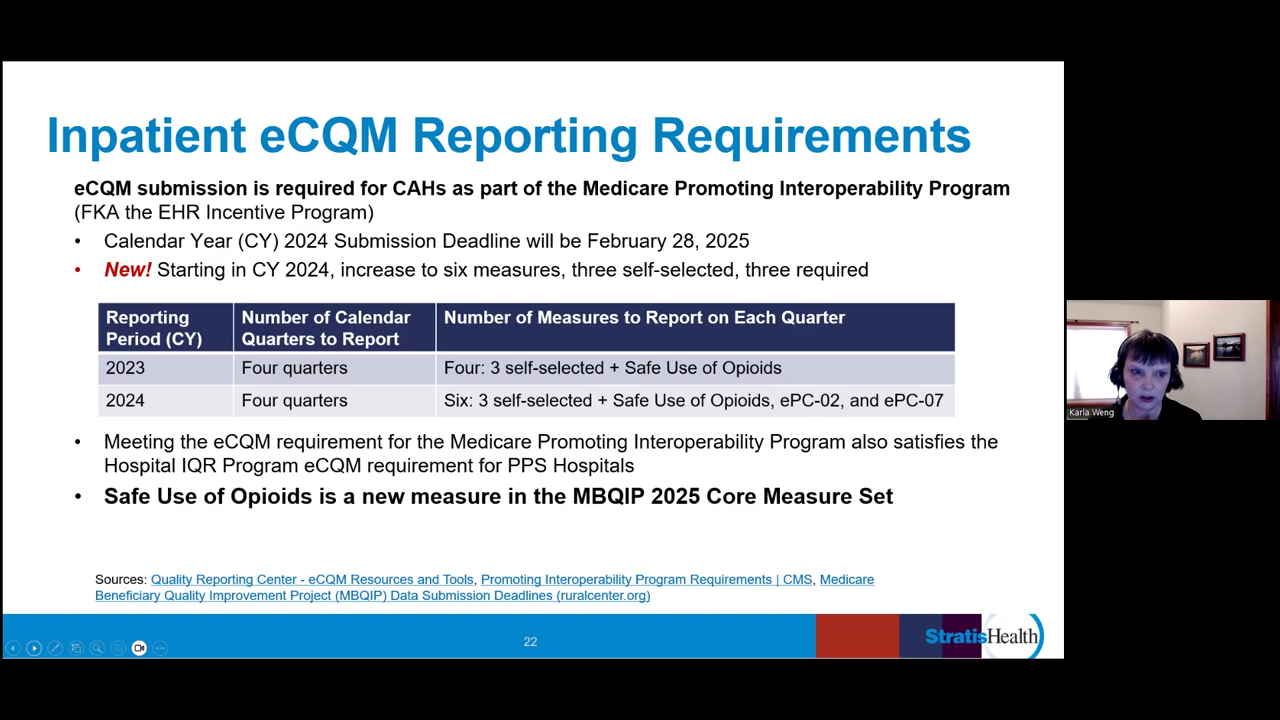 Inpatient eCQM Reporting Requirements
eCQM submission is required for CAHs as part of the Medicare Promoting Interoperability Program
(FKA the EHR Incentive Program)
• Calendar Year (CY) 2024 Submission Deadline will be February 28, 2025
• New! Starting in CY 2024, increase to six measures, three self-selected, three required
Reporting Period (CY) Number of Calendar Quarters to Report Number of Measures to Report on Each Quarter
2023 Four quarters Four: 3 self-selected + Safe Use of Opioids
2024 Four quarters Six: 3 self-selected + Safe Use of Opioids, ePC-02, and ePC-07
• Meeting the eCQM requirement for the Medicare Promoting Interoperability Program also satisfies the
Hospital IQR Program eCQM requirement for PPS Hospitals
• Safe Use of Opioids is a new measure in the MBQIP 2025 Core Measure Set
Sources: Quality Reporting Center - eCQM Resources and Tools, Promoting Interoperability Program Requirements | CMS, Medicare
Beneficiary Quality Improvement Project (MBQIP) Data Submission Deadlines (ruralcenter.org)
22
StratisHealth
Karla Weng